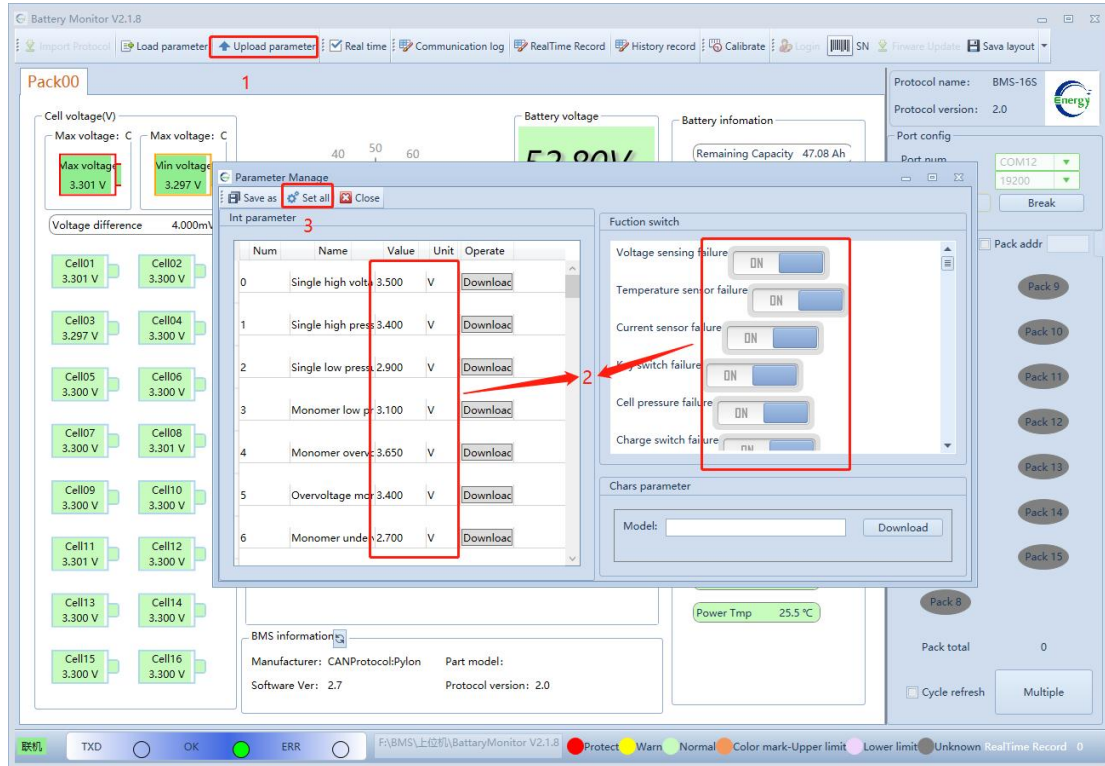 Battery Monitor V2.1.8
Import Protocol Load parameter Upload parameter Real time Communication log RealTime Record History record Calibrate Login SN Firware Update Sava layout
1
Pack00
Cell voltage(V)
Max voltage: C Max voltage: C
Max voltage Min voltage
3.301 V 3.297 V
Voltage difference 4.000mV
Cell01 Cell02
3.301 V 3.300 V
Cell03 Cell04
3.297 V 3.300 V
Cell05 Cell06
3.300 V 3.300 V
Cell07 Cell08
3.300 V 3.301 V
Cell09 Cell10
3.300 V 3.300 V
Cell11 Cell12
3.301 V 3.300 V
Cell13 Cell14
3.300 V 3.300 V
Cell15 Cell16
3.300 V 3.300 V
40 50 60
Battery voltage
52.80V
Battery infomation
Remaining Capacity 47.08 Ah
Parameter Manage
Save as Set all Close
3
Int parameter
Num Name Value Unit Operate
0 Single high volta 3.500 V Downloac
1 Single high press 3.400 V Downloac
2 Single low pressu 2.900 V Downloac
3 Monomer low pr 3.100 V Downloac
4 Monomer overvo 3.650 V Downloac
5 Overvoltage mor 3.400 V Downloac
6 Monomer under 2.700 V Downloac
2
Fuction switch
Voltage sensing failure ON
Temperature sensor failure ON
Current sensor failure ON
Key switch failure ON
Cell pressure failure ON
Charge switch failure ON
Chars parameter
Model: Download
Power Tmp 25.5 ℃
BMS information
Manufacturer: CANProtocol:Pylon Part model:
Software Ver: 2.7 Protocol version: 2.0
Protocol name: BMS-16S
Protocol version: 2.0
Energy
Port config
Port num COM12
19200
Break
Pack addr
Pack 9
Pack 10
Pack 11
Pack 12
Pack 13
Pack 14
Pack 15
Pack 8
Pack total 0
Cycle refresh Multiple
联机 TXD OK ERR F:\BMS\上位机\BattaryMonitor V2.1.8 Protect Warn Normal Color mark-Upper limit Lower limit Unknown RealTime Record 0